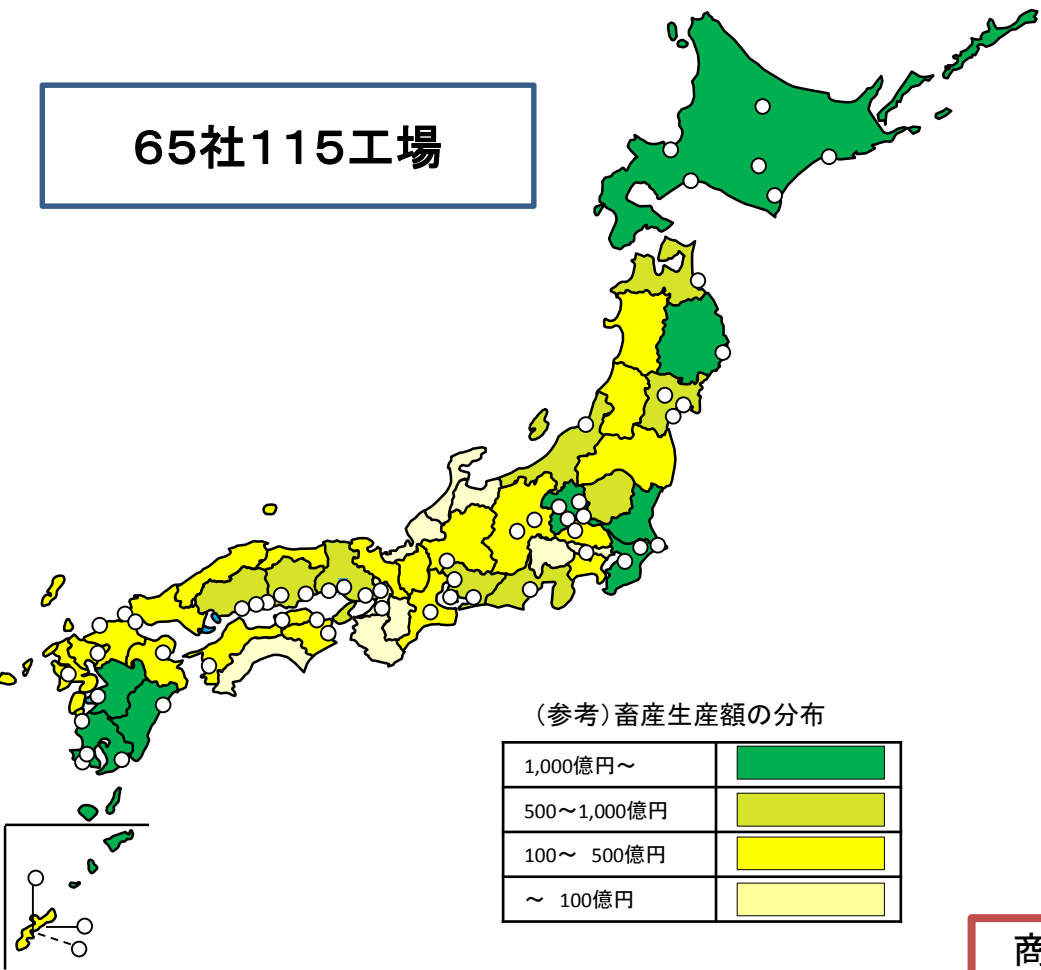 65社115工場
（参考）畜産生産額の分布
1,000億円～
500～1,000億円
100～ 500億円
～ 100億円
商